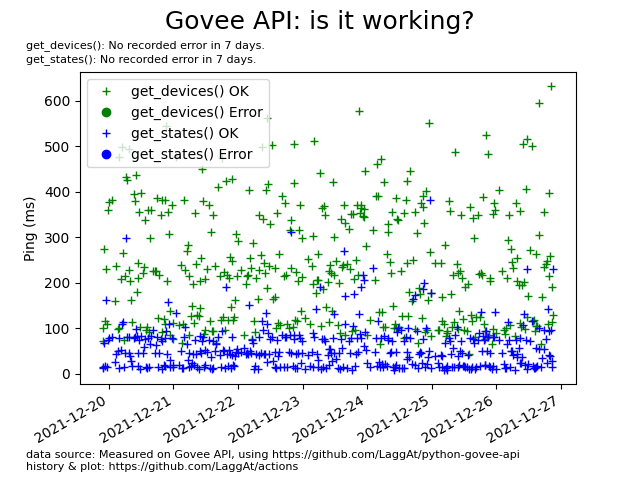 Govee API: is it working?
get_devices(): No recorded error in 7 days.
get_states(): No recorded error in 7 days.
get_devices() OK
get_devices() Error
get_states() OK
get_states() Error
Ping (ms)
600
500
400
300
200
100
0
2021-12-20
2021-12-21
2021-12-22
2021-12-23
2021-12-24
2021-12-25
2021-12-26
2021-12-27
data source: Measured on Govee API, using https://github.com/LaggAt/python-govee-api
history & plot: https://github.com/LaggAt/actions